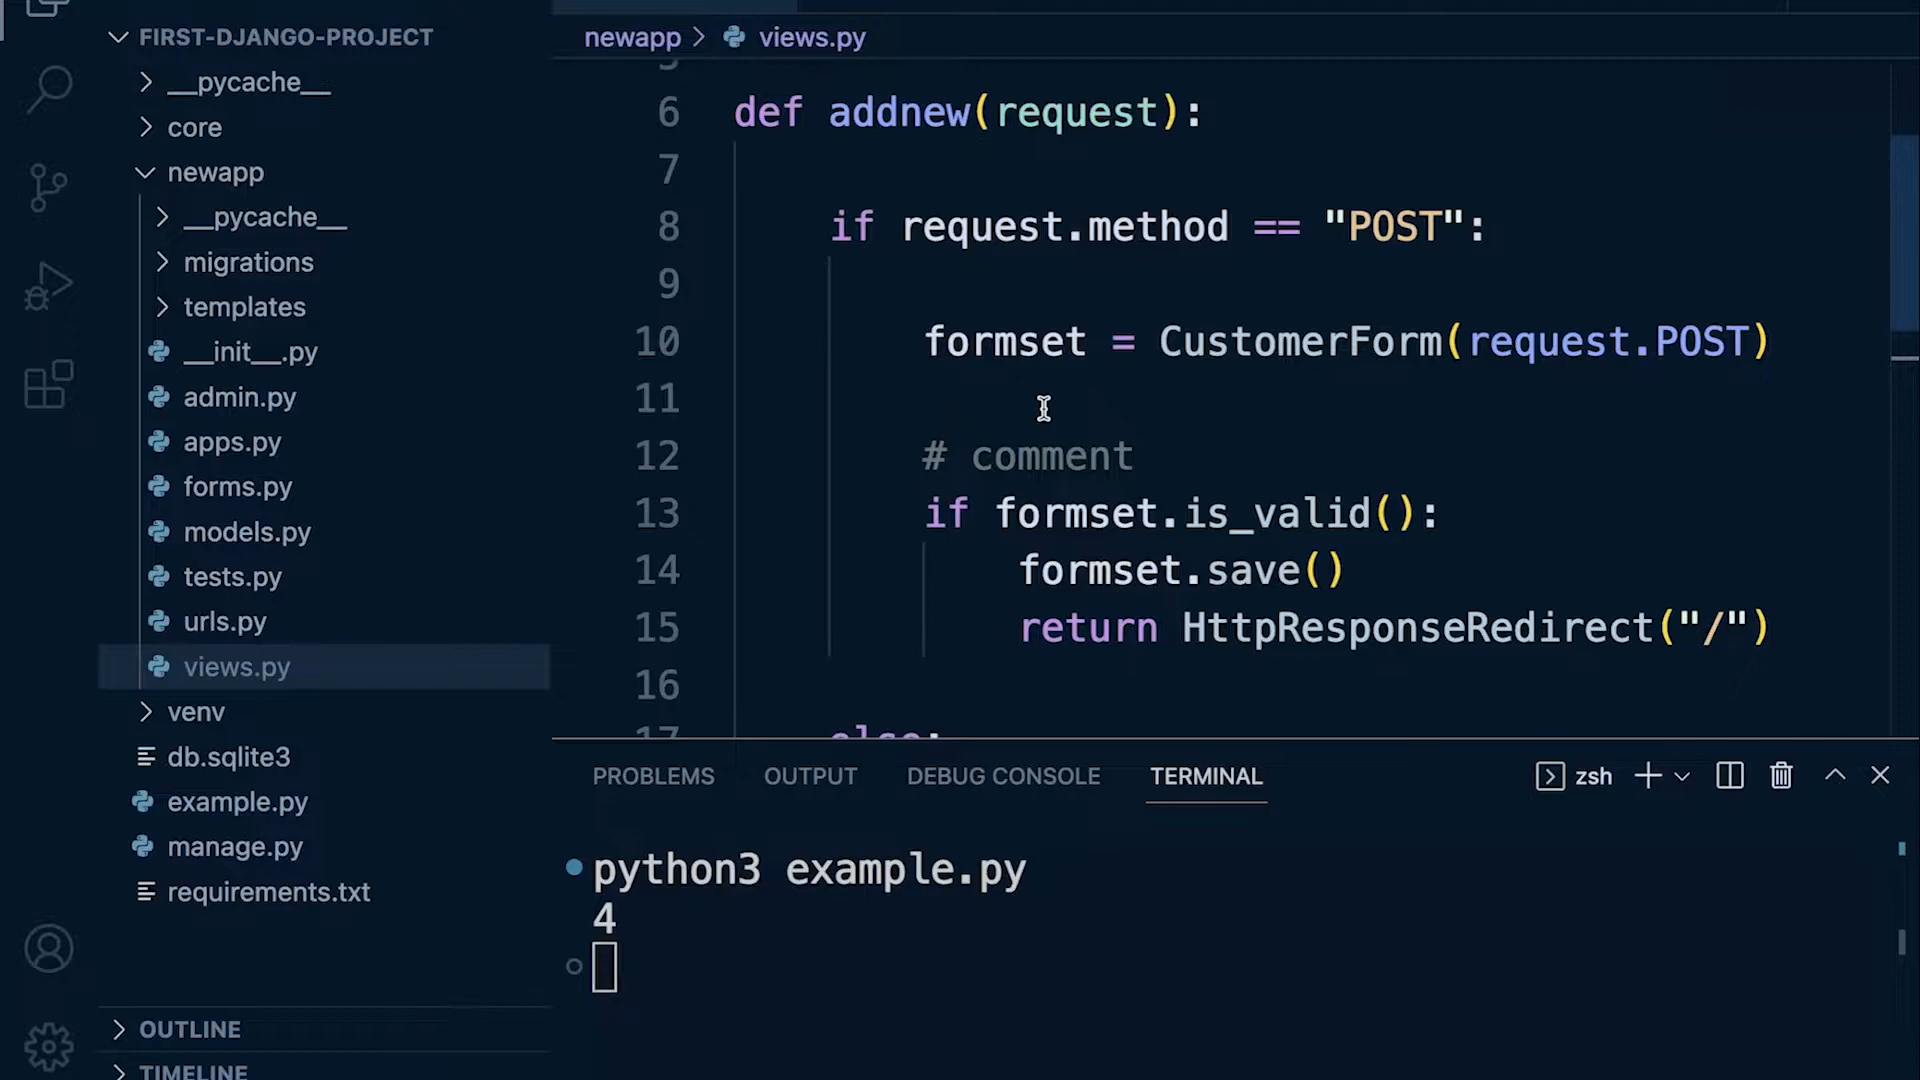 FIRST-DJANGO-PROJECT
__pycache__
core
newapp
__pycache__
migrations
templates
__init__.py
admin.py
apps.py
forms.py
models.py
tests.py
urls.py
views.py
venv
db.sqlite3
example.py
manage.py
requirements.txt
OUTLINE
TIMELINE
newapp > views.py
6 def addnew(request):
7
8 if request.method == "POST":
9
10 formset = CustomerForm(request.POST)
11
12 # comment
13 if formset.is_valid():
14 formset.save()
15 return HttpResponseRedirect("/")
16
17 else:
PROBLEMS OUTPUT DEBUG CONSOLE TERMINAL zsh
python3 example.py
4